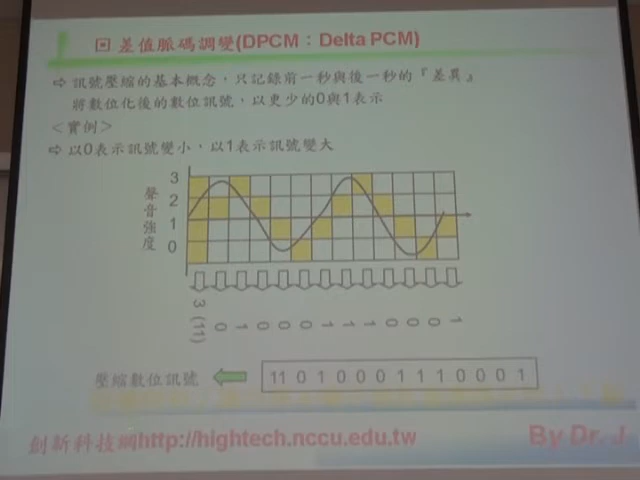 差值脈碼調變(DPCM：Delta PCM)
⇨ 訊號壓縮的基本概念，只記錄前一秒與後一秒的『差異』
將數位化後的數位訊號，以更少的0與1表示
＜實例＞
⇨ 以0表示訊號變小，以1表示訊號變大
聲音強度
3
2
1
0
3 (11) 0 1 0 0 0 1 1 1 0 0 0 1
壓縮數位訊號
11 0 1 0 0 0 1 1 1 0 0 0 1
創新科技網http://hightech.nccu.edu.tw
By Dr. J